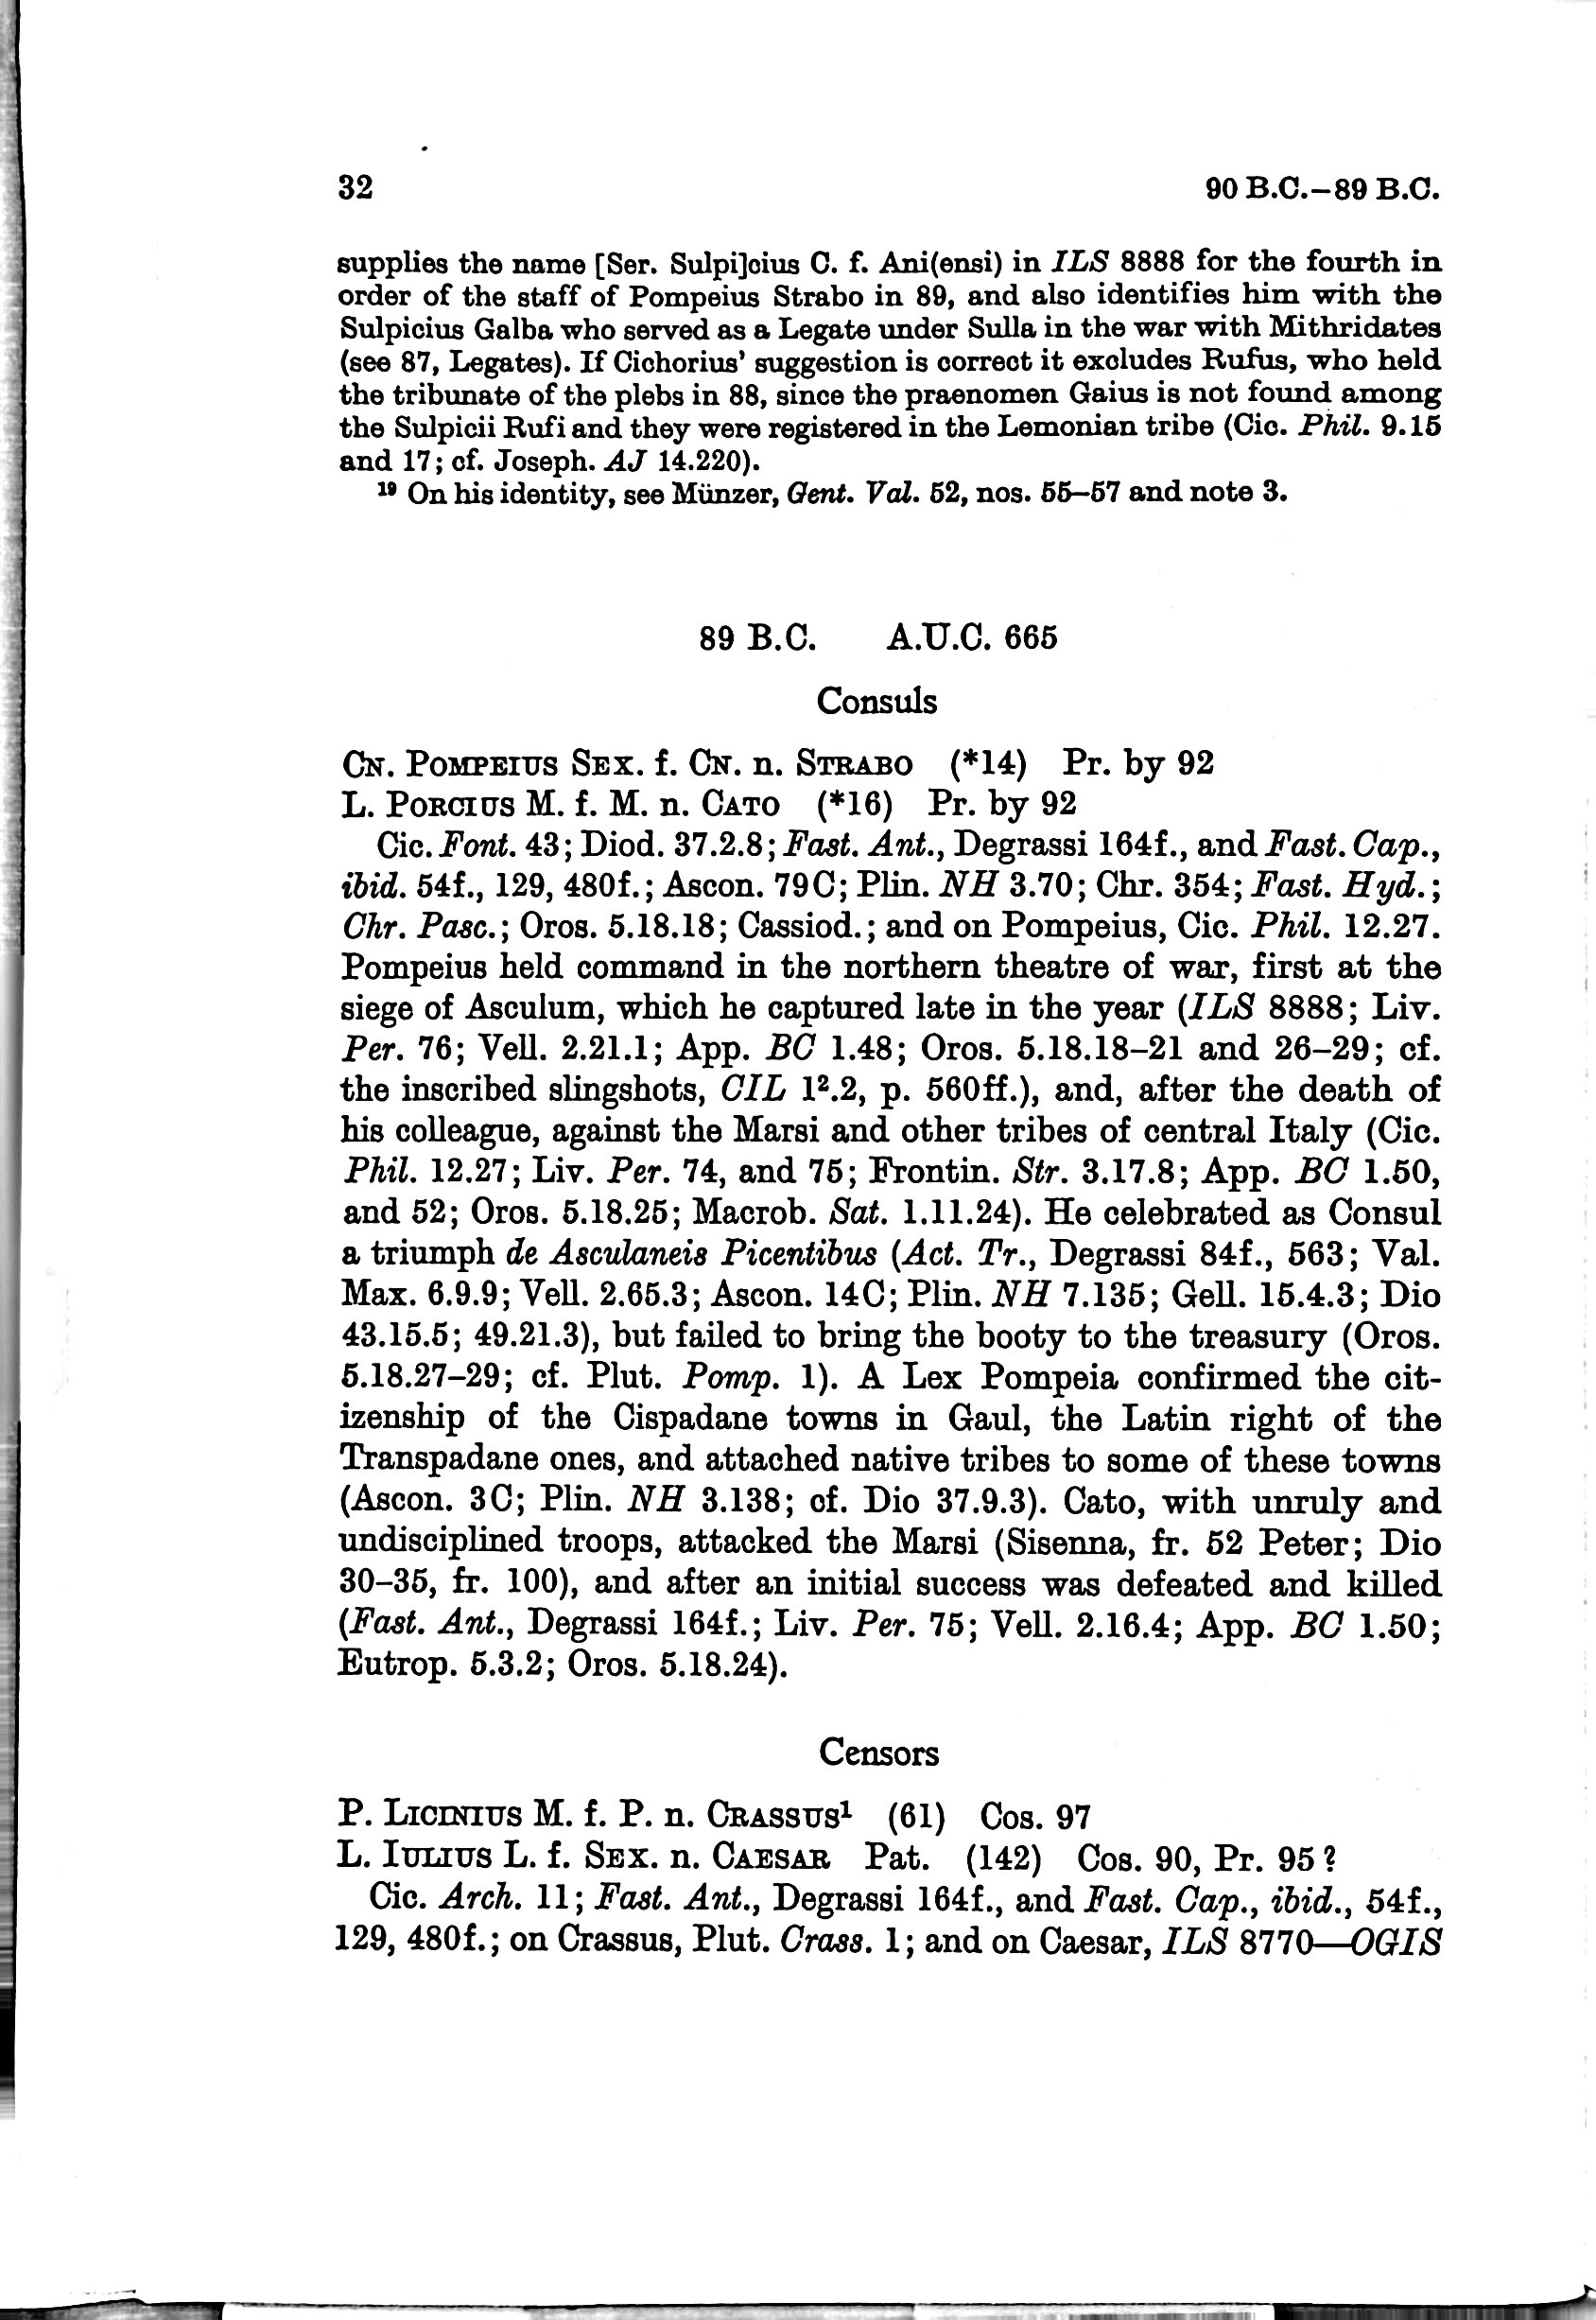 32 90 B.C.–89 B.C.
supplies the name [Ser. Sulpi]cius C. f. Ani(ensi) in ILS 8888 for the fourth in
order of the staff of Pompeius Strabo in 89, and also identifies him with the
Sulpicius Galba who served as a Legate under Sulla in the war with Mithridates
(see 87, Legates). If Cichorius' suggestion is correct it excludes Rufus, who held
the tribunate of the plebs in 88, since the praenomen Gaius is not found among
the Sulpicii Rufi and they were registered in the Lemonian tribe (Cic. Phil. 9.15
and 17; cf. Joseph. AJ 14.220).
¹⁹ On his identity, see Münzer, Gent. Val. 52, nos. 55–57 and note 3.
89 B.C. A.U.C. 665
Consuls
CN. POMPEIUS SEX. f. CN. n. STRABO (*14) Pr. by 92
L. PORCIUS M. f. M. n. CATO (*16) Pr. by 92
Cic. Font. 43; Diod. 37.2.8; Fast. Ant., Degrassi 164f., and Fast. Cap.,
ibid. 54f., 129, 480f.; Ascon. 79C; Plin. NH 3.70; Chr. 354; Fast. Hyd.;
Chr. Pasc.; Oros. 5.18.18; Cassiod.; and on Pompeius, Cic. Phil. 12.27.
Pompeius held command in the northern theatre of war, first at the
siege of Asculum, which he captured late in the year (ILS 8888; Liv.
Per. 76; Vell. 2.21.1; App. BC 1.48; Oros. 5.18.18–21 and 26–29; cf.
the inscribed slingshots, CIL 1².2, p. 560ff.), and, after the death of
his colleague, against the Marsi and other tribes of central Italy (Cic.
Phil. 12.27; Liv. Per. 74, and 75; Frontin. Str. 3.17.8; App. BC 1.50,
and 52; Oros. 5.18.25; Macrob. Sat. 1.11.24). He celebrated as Consul
a triumph de Asculaneis Picentibus (Act. Tr., Degrassi 84f., 563; Val.
Max. 6.9.9; Vell. 2.65.3; Ascon. 14C; Plin. NH 7.135; Gell. 15.4.3; Dio
43.15.5; 49.21.3), but failed to bring the booty to the treasury (Oros.
5.18.27–29; cf. Plut. Pomp. 1). A Lex Pompeia confirmed the cit-
izenship of the Cispadane towns in Gaul, the Latin right of the
Transpadane ones, and attached native tribes to some of these towns
(Ascon. 3C; Plin. NH 3.138; cf. Dio 37.9.3). Cato, with unruly and
undisciplined troops, attacked the Marsi (Sisenna, fr. 52 Peter; Dio
30–35, fr. 100), and after an initial success was defeated and killed
(Fast. Ant., Degrassi 164f.; Liv. Per. 75; Vell. 2.16.4; App. BC 1.50;
Eutrop. 5.3.2; Oros. 5.18.24).
Censors
P. LICINIUS M. f. P. n. CRASSUS¹ (61) Cos. 97
L. IULIUS L. f. SEX. n. CAESAR Pat. (142) Cos. 90, Pr. 95?
Cic. Arch. 11; Fast. Ant., Degrassi 164f., and Fast. Cap., ibid., 54f.,
129, 480f.; on Crassus, Plut. Crass. 1; and on Caesar, ILS 8770—OGIS